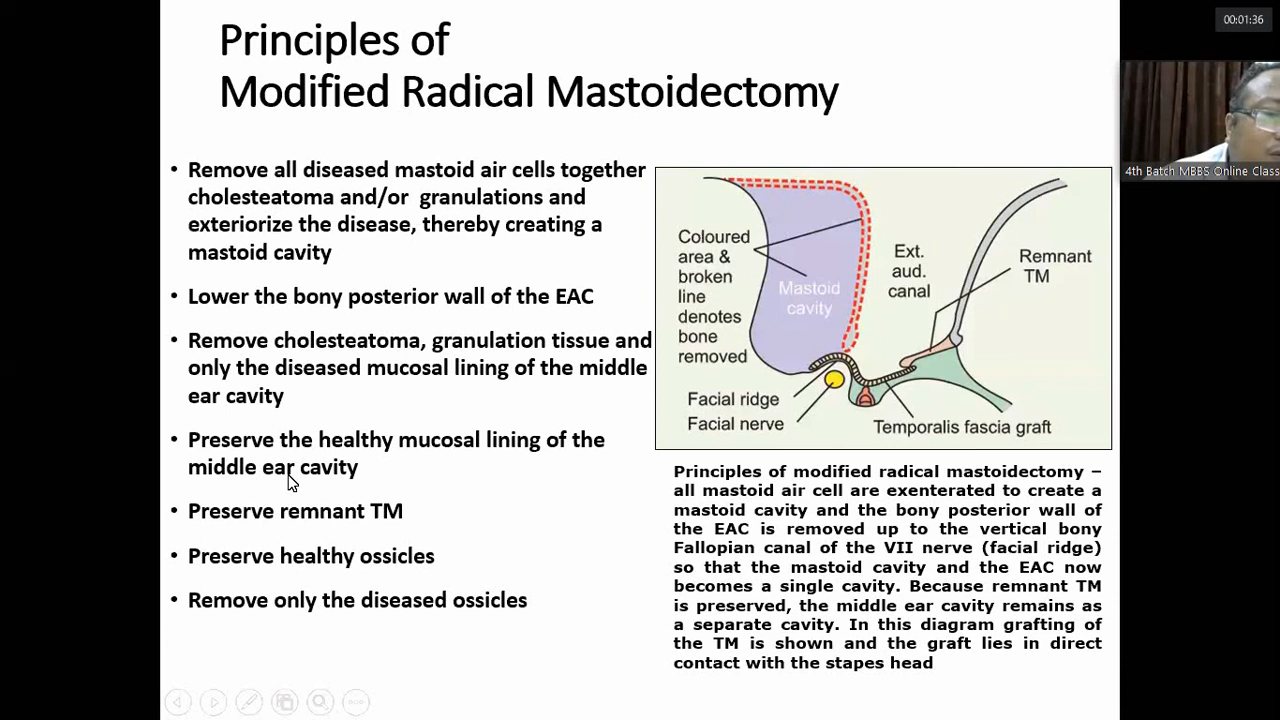 00:01:36
Principles of
Modified Radical Mastoidectomy
4th Batch MBBS Online Class
• Remove all diseased mastoid air cells together
cholesteatoma and/or granulations and
exteriorize the disease, thereby creating a
mastoid cavity
• Lower the bony posterior wall of the EAC
• Remove cholesteatoma, granulation tissue and
only the diseased mucosal lining of the middle
ear cavity
• Preserve the healthy mucosal lining of the
middle ear cavity
• Preserve remnant TM
• Preserve healthy ossicles
• Remove only the diseased ossicles
Coloured
area &
broken
line
denotes
bone
removed
Mastoid
cavity
Ext.
aud.
canal
Remnant
TM
Facial ridge
Facial nerve
Temporalis fascia graft
Principles of modified radical mastoidectomy –
all mastoid air cell are exenterated to create a
mastoid cavity and the bony posterior wall of
the EAC is removed up to the vertical bony
Fallopian canal of the VII nerve (facial ridge)
so that the mastoid cavity and the EAC now
becomes a single cavity. Because remnant TM
is preserved, the middle ear cavity remains as
a separate cavity. In this diagram grafting of
the TM is shown and the graft lies in direct
contact with the stapes head